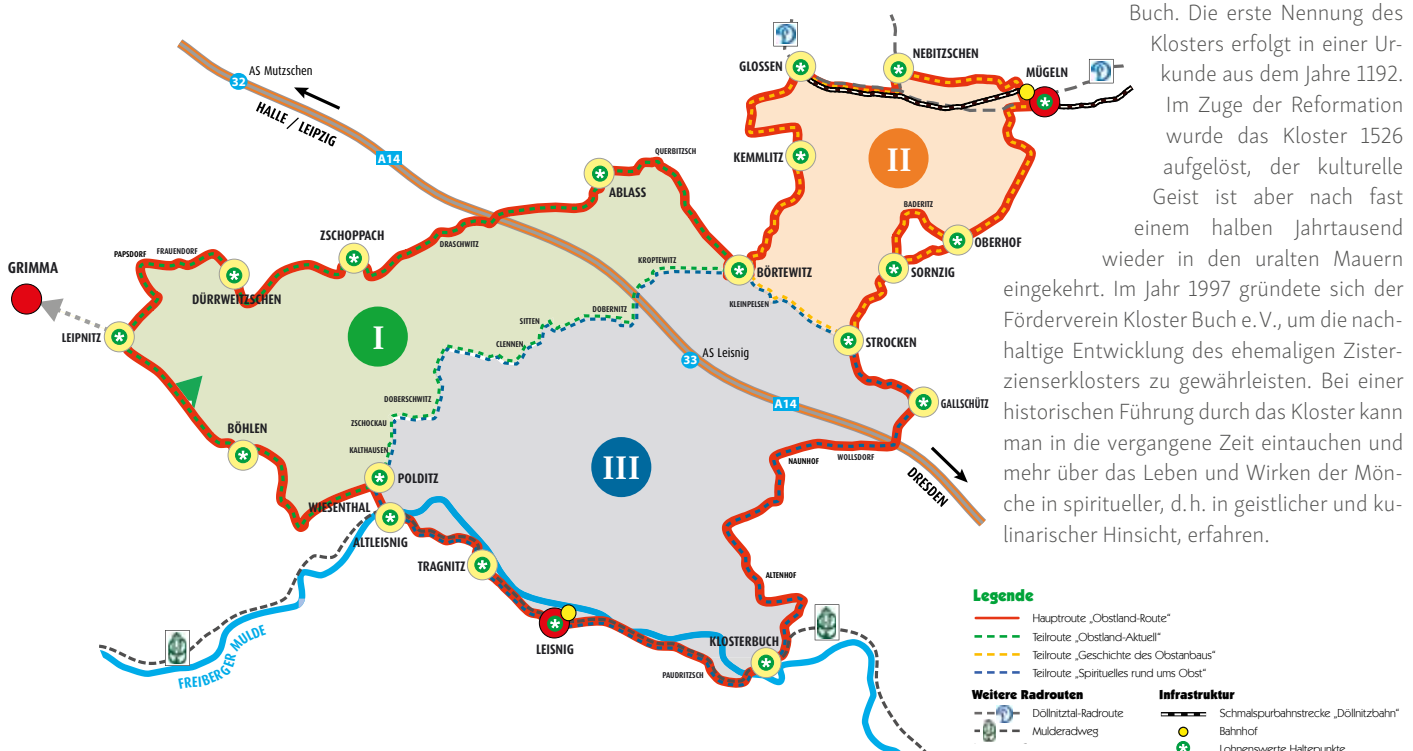 Buch. Die erste Nennung des
Klosters erfolgt in einer Ur-
kunde aus dem Jahre 1192.
Im Zuge der Reformation
wurde das Kloster 1526
aufgelöst, der kulturelle
Geist ist aber nach fast
einem halben Jahrtausend
wieder in den uralten Mauern
eingekehrt. Im Jahr 1997 gründete sich der
Förderverein Kloster Buch e. V., um die nach-
haltige Entwicklung des ehemaligen Zister-
zienserklosters zu gewährleisten. Bei einer
historischen Führung durch das Kloster kann
man in die vergangene Zeit eintauchen und
mehr über das Leben und Wirken der Mön-
che in spiritueller, d. h. in geistlicher und ku-
linarischer Hinsicht, erfahren.
32
AS Mutzschen
HALLE / LEIPZIG
A14
GLOSSEN
NEBITZSCHEN
MÜGELN
KEMMLITZ
II
QUERBITZSCH
ABLASS
BADERITZ
OBERHOF
SORNZIG
ZSCHOPPACH
DRASCHWITZ
FRAUENDORF
PAPSDORF
DÜRRWEITZSCHEN
GRIMMA
LEIPNITZ
I
KROPTEWITZ
BÖRTEWITZ
KLEINPELSEN
DOBERNITZ
SITTEN
CLENNEN
STROCKEN
33
AS Leisnig
A14
GALLSCHÜTZ
DOBERSCHWITZ
ZSCHOCKAU
KALTHAUSEN
BÖHLEN
POLDITZ
III
NAUNHOF
WOLLSDORF
DRESDEN
WIESENTHAL
ALTLEISNIG
TRAGNITZ
ALTENHOF
LEISNIG
KLOSTERBUCH
PAUDRITZSCH
FREIBERGER MULDE
Legende
Hauptroute „Obstland-Route“
Teilroute „Obstland-Aktuell“
Teilroute „Geschichte des Obstanbaus“
Teilroute „Spirituelles rund ums Obst“
Weitere Radrouten
Döllnitztal-Radroute
Mulderadweg
Infrastruktur
Schmalspurbahnstrecke „Döllnitzbahn“
Bahnhof
Lohnenswerte Haltepunkte